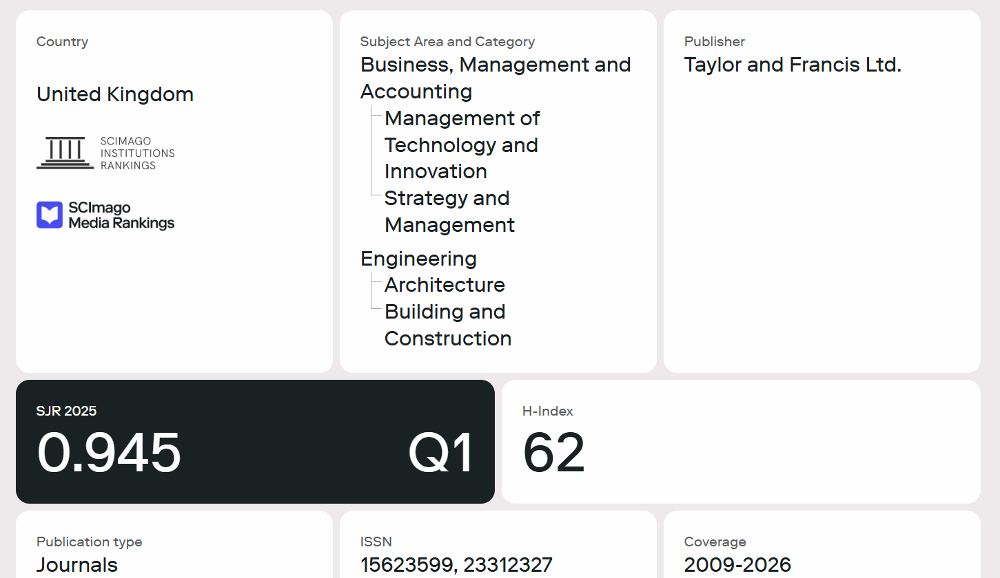 Country
United Kingdom
SCIMAGO
INSTITUTIONS
RANKINGS
SCImago
Media Rankings
Subject Area and Category
Business, Management and
Accounting
Management of
Technology and
Innovation
Strategy and
Management
Engineering
Architecture
Building and
Construction
Publisher
Taylor and Francis Ltd.
SJR 2025
0.945
Q1
H-Index
62
Publication type
Journals
ISSN
15623599, 23312327
Coverage
2009-2026